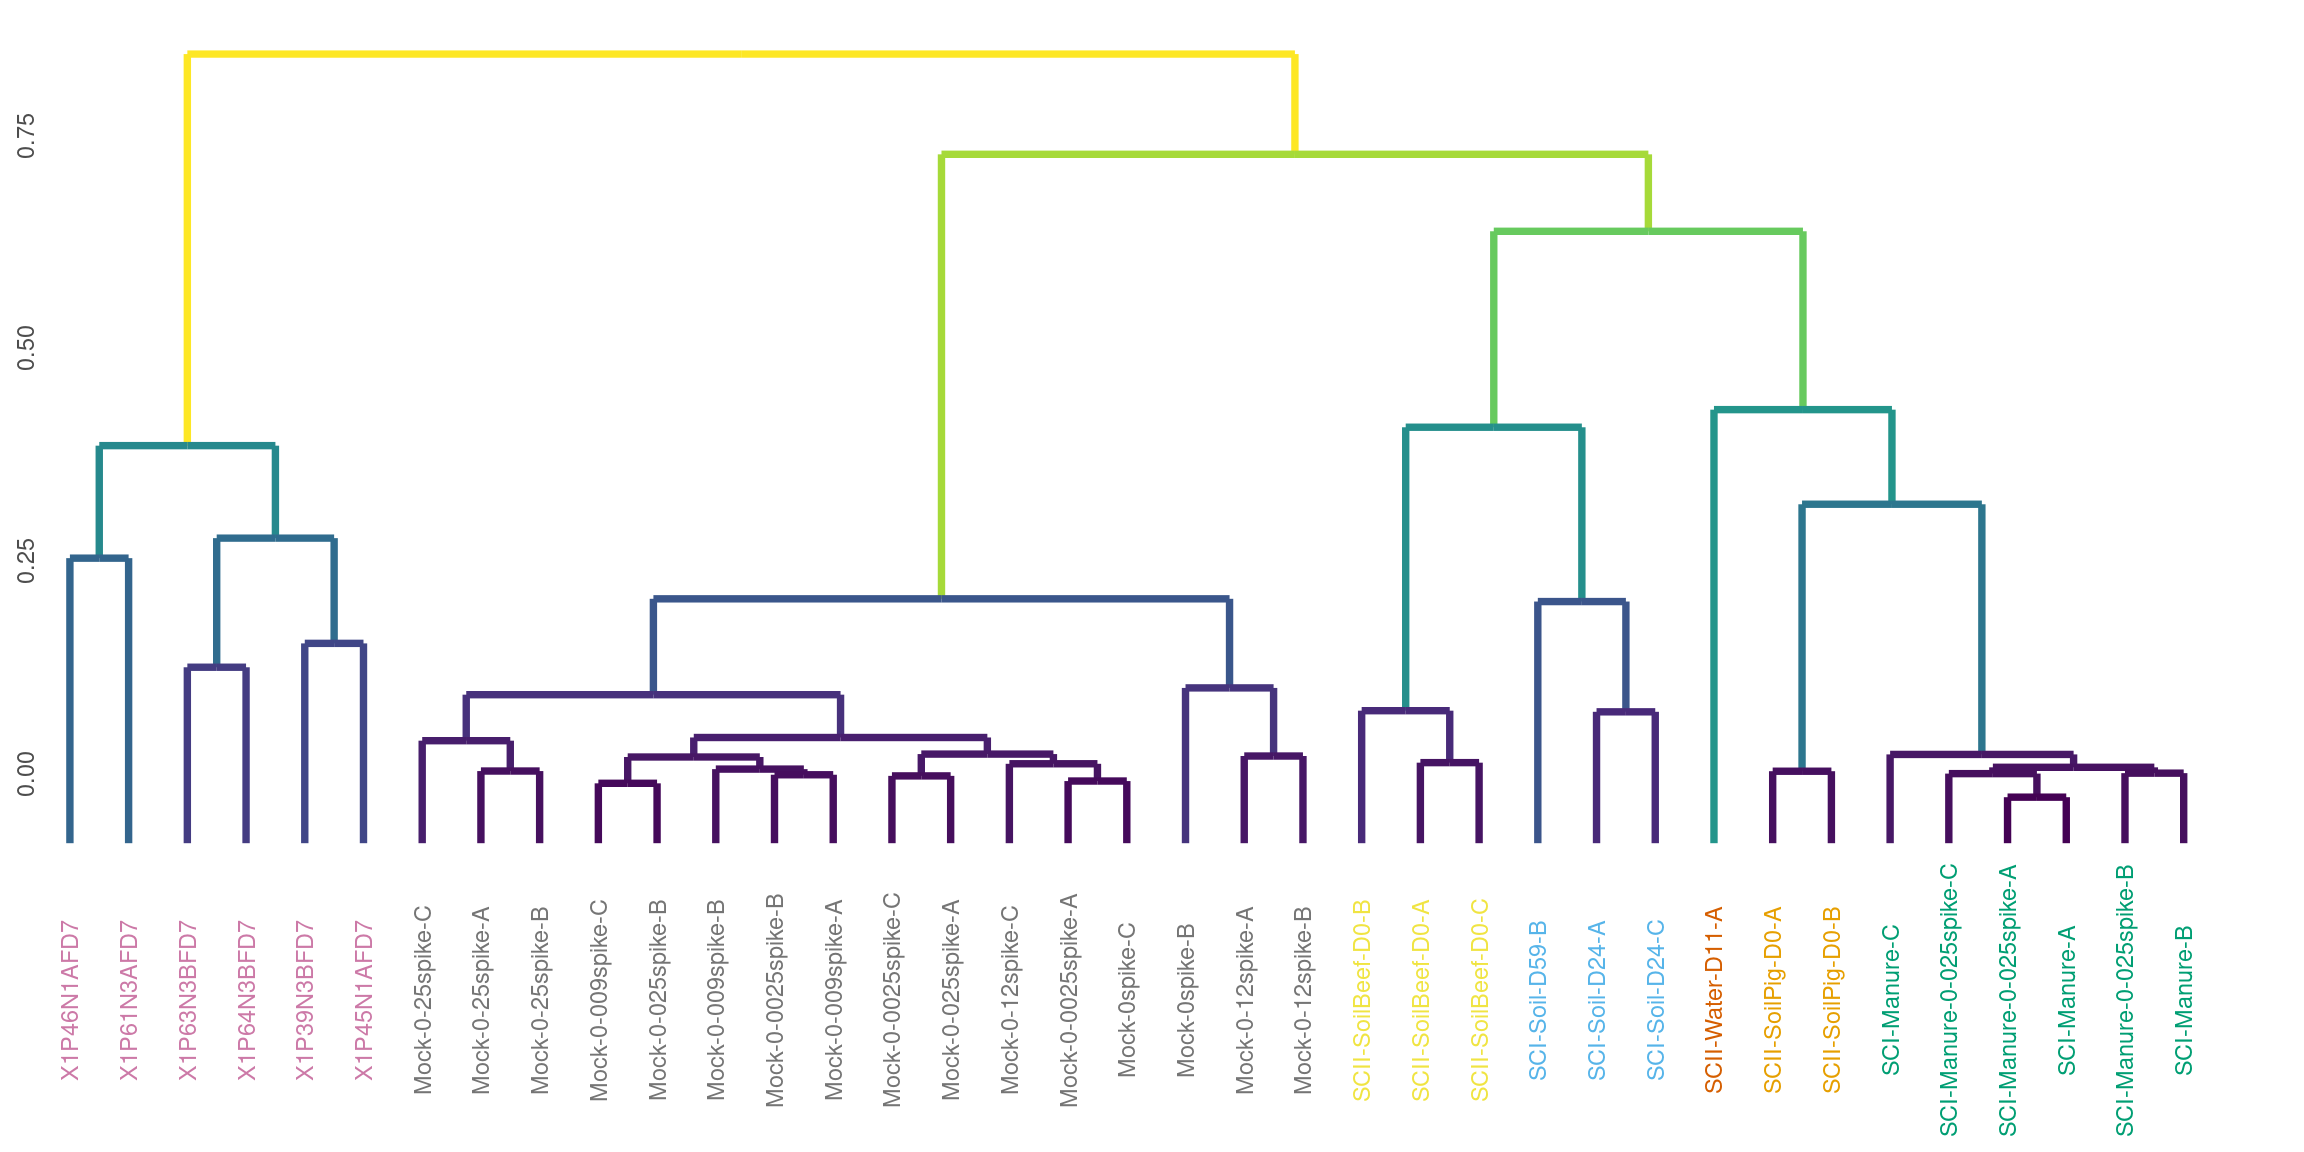 0.75
0.50
0.25
0.00
X1P46N1AFD7
X1P61N3AFD7
X1P63N3BFD7
X1P64N3BFD7
X1P39N3BFD7
X1P45N1AFD7
Mock-0-25spike-C
Mock-0-25spike-A
Mock-0-25spike-B
Mock-0-009spike-C
Mock-0-025spike-B
Mock-0-009spike-B
Mock-0-0025spike-B
Mock-0-009spike-A
Mock-0-0025spike-C
Mock-0-025spike-A
Mock-0-12spike-C
Mock-0-0025spike-A
Mock-0spike-C
Mock-0spike-B
Mock-0-12spike-A
Mock-0-12spike-B
SCII-SoilBeef-D0-B
SCII-SoilBeef-D0-A
SCII-SoilBeef-D0-C
SCI-Soil-D59-B
SCI-Soil-D24-A
SCI-Soil-D24-C
SCII-Water-D11-A
SCII-SoilPig-D0-A
SCII-SoilPig-D0-B
SCI-Manure-C
SCI-Manure-0-025spike-C
SCI-Manure-0-025spike-A
SCI-Manure-A
SCI-Manure-0-025spike-B
SCI-Manure-B